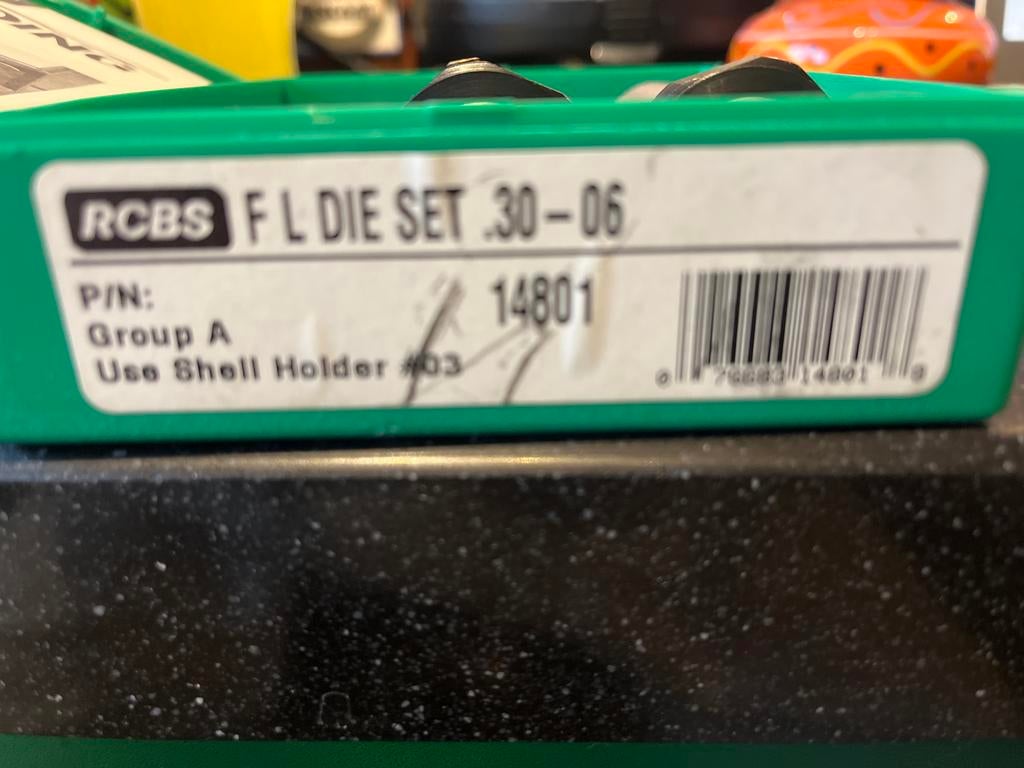 RCBS F L DIE SET .30-06
P/N: 14801
Group A
Use Shell Holder #03